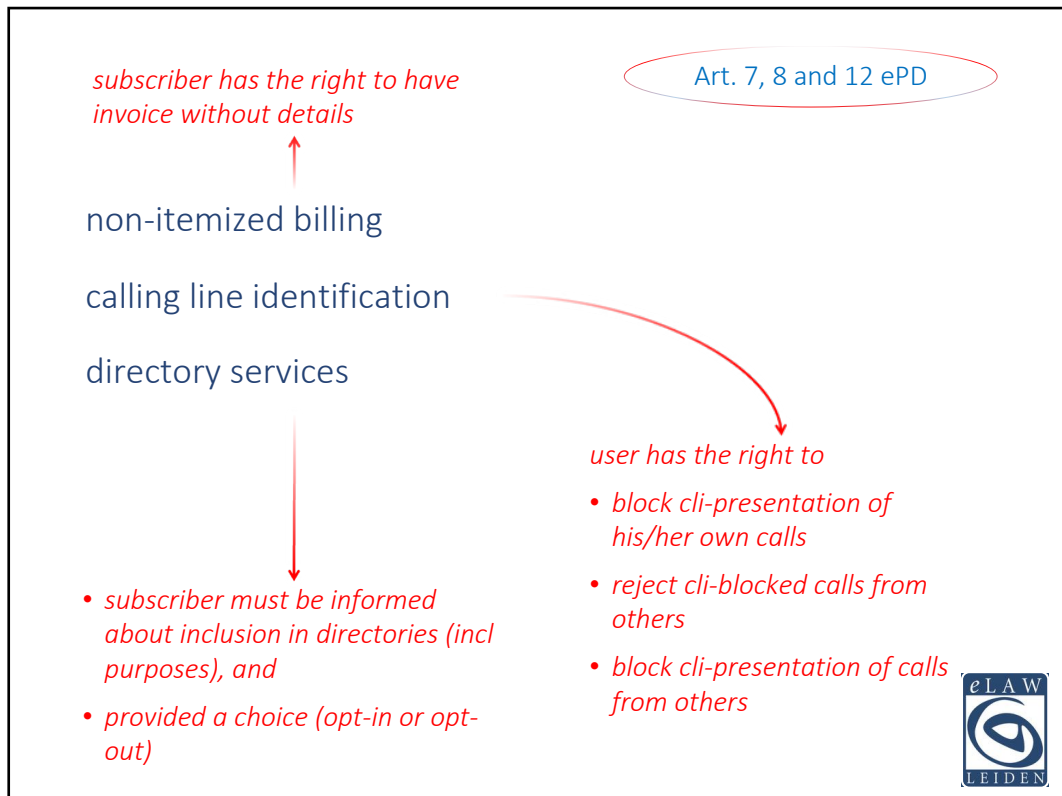 subscriber has the right to have
invoice without details
Art. 7, 8 and 12 ePD
non-itemized billing
calling line identification
directory services
user has the right to
• block cli-presentation of
his/her own calls
• reject cli-blocked calls from
others
• block cli-presentation of calls
from others
• subscriber must be informed
about inclusion in directories (incl
purposes), and
• provided a choice (opt-in or opt-
out)
eLAW
LEIDEN